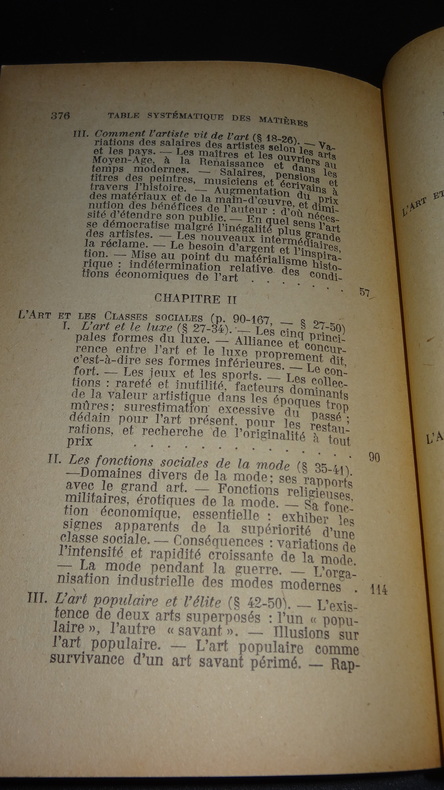 376 TABLE SYSTÉMATIQUE DES MATIÈRES
III. Comment l'artiste vit de l'art (§ 18-26). — Va-
riations des salaires des artistes selon les arts
et les pays. — Les maîtres et les ouvriers au
Moyen-Age, à la Renaissance et dans les
temps modernes. — Salaires, pensions et
titres des peintres, musiciens et écrivains à
travers l'histoire. — Augmentation du prix
des matériaux et de la main-d'œuvre, et dimi-
nution des bénéfices de l'auteur : d'où néces-
sité d'étendre son public. — En quel sens l'art
se démocratise malgré l'inégalité plus grande
des artistes. — Les nouveaux intermédiaires,
la réclame. — Le besoin d'argent et l'inspira-
tion. — Mise au point du matérialisme histo-
rique : indétermination relative des condi-
tions économiques de l'art . . . . . . 57
CHAPITRE II
L'ART ET LES CLASSES SOCIALES (p. 90-167, — § 27-50)
I. L'art et le luxe (§ 27-34). — Les cinq princi-
pales formes du luxe. — Alliance et concur-
rence entre l'art et le luxe proprement dit,
c'est-à-dire ses formes inférieures. — Le con-
fort. — Les jeux et les sports. — Les collec-
tions : rareté et inutilité, facteurs dominants
de la valeur artistique dans les époques trop
mûres; surestimation excessive du passé;
dédain pour l'art présent, pour les restau-
rations, et recherche de l'originalité à tout
prix . . . . . . . . . . . . 90
II. Les fonctions sociales de la mode (§ 35-41).
—Domaines divers de la mode; ses rapports
avec le grand art. — Fonctions religieuses,
militaires, érotiques de la mode. — Sa fonc-
tion économique, essentielle : exhiber les
signes apparents de la supériorité d'une
classe sociale. — Conséquences : variations de
l'intensité et rapidité croissante de la mode.
— La mode pendant la guerre. — L'orga-
nisation industrielle des modes modernes . 114
III. L'art populaire et l'élite (§ 42-50). — L'exis-
tence de deux arts superposés : l'un « popu-
laire », l'autre « savant ». — Illusions sur
l'art populaire. — L'art populaire comme
survivance d'un art savant périmé. — Rap-
L'ART ET
L'A